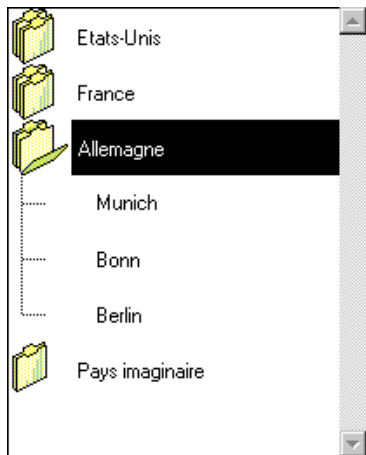 Etats-Unis
France
Allemagne
Munich
Bonn
Berlin
Pays imaginaire